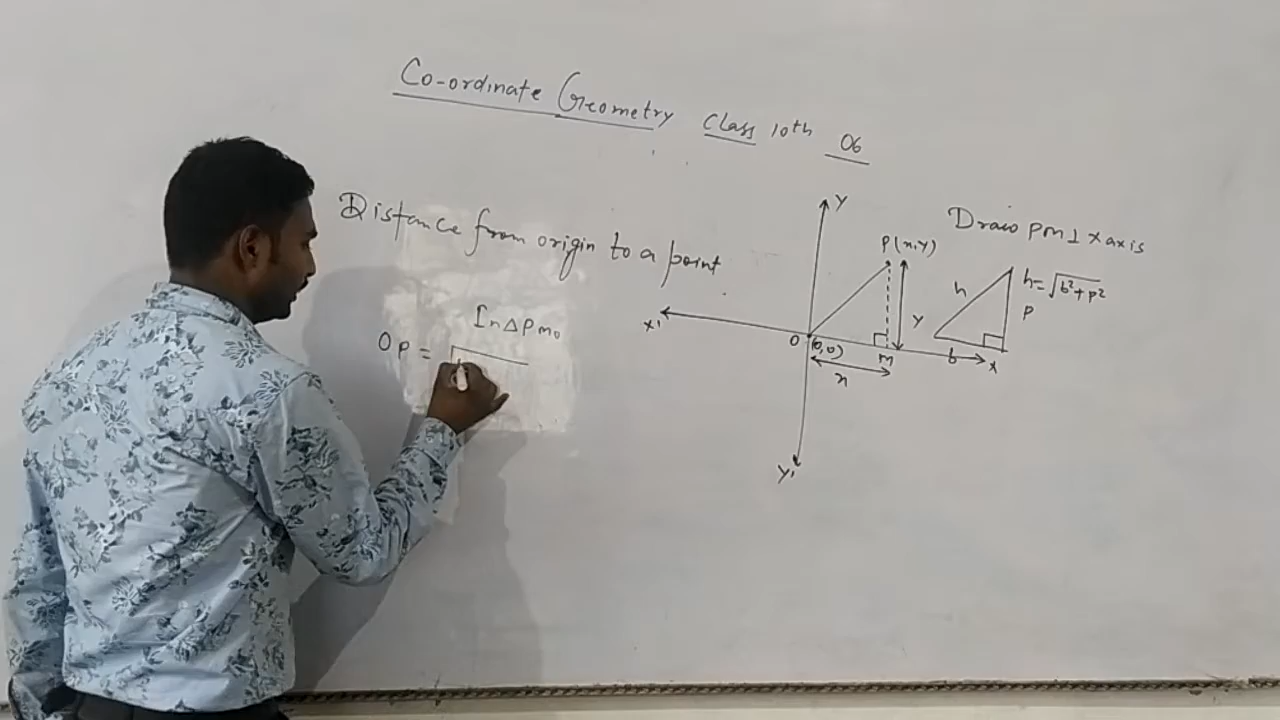 Co-ordinate Geometry Class 10th 06
Distance from origin to a point
In △PMO
OP = √
Y
P(x,y)
y
X'
O (0,0)
M
x
X
Y'
Draw PM ⊥ X axis
h
h = √b²+p²
p
b